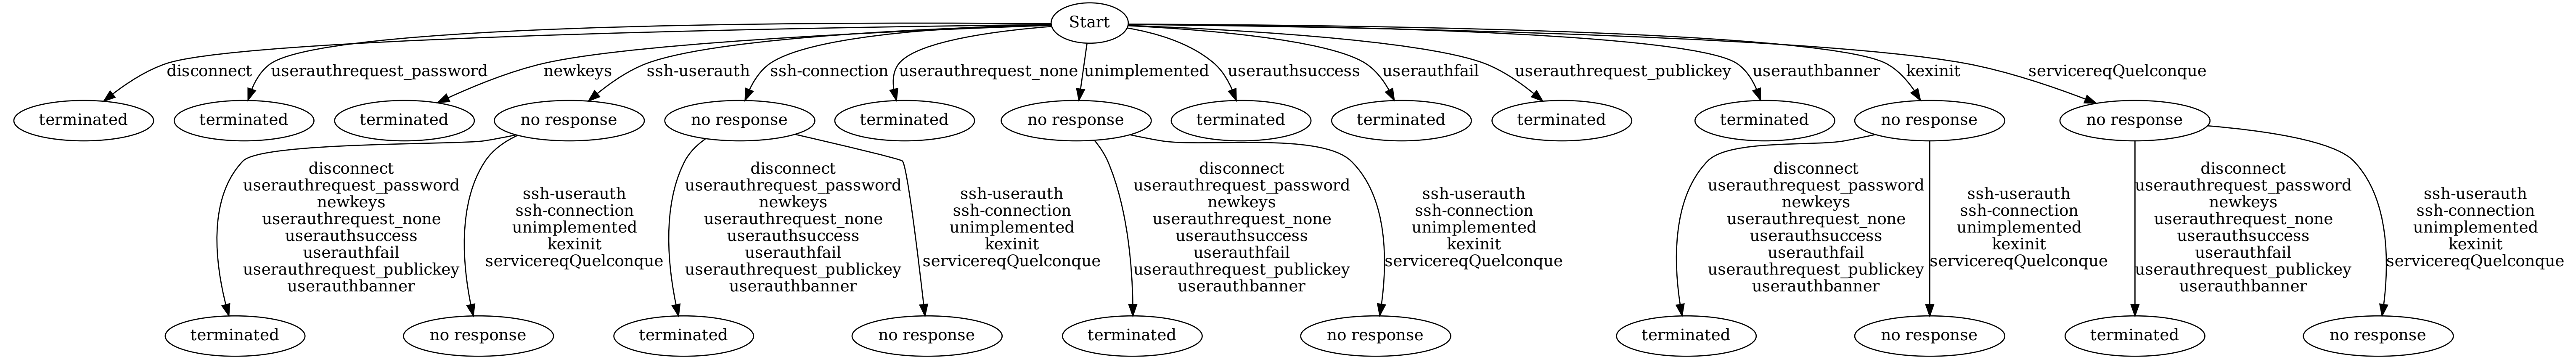 Start
disconnect
userauthrequest_password
newkeys
ssh-userauth
ssh-connection
userauthrequest_none
unimplemented
userauthsuccess
userauthfail
userauthrequest_publickey
userauthbanner
kexinit
servicereqQuelconque
terminated
terminated
terminated
no response
no response
terminated
no response
terminated
terminated
terminated
terminated
no response
no response
disconnect
userauthrequest_password
newkeys
userauthrequest_none
userauthsuccess
userauthfail
userauthrequest_publickey
userauthbanner
ssh-userauth
ssh-connection
unimplemented
kexinit
servicereqQuelconque
disconnect
userauthrequest_password
newkeys
userauthrequest_none
userauthsuccess
userauthfail
userauthrequest_publickey
userauthbanner
ssh-userauth
ssh-connection
unimplemented
kexinit
servicereqQuelconque
disconnect
userauthrequest_password
newkeys
userauthrequest_none
userauthsuccess
userauthfail
userauthrequest_publickey
userauthbanner
ssh-userauth
ssh-connection
unimplemented
kexinit
servicereqQuelconque
disconnect
userauthrequest_password
newkeys
userauthrequest_none
userauthsuccess
userauthfail
userauthrequest_publickey
userauthbanner
ssh-userauth
ssh-connection
unimplemented
kexinit
servicereqQuelconque
disconnect
userauthrequest_password
newkeys
userauthrequest_none
userauthsuccess
userauthfail
userauthrequest_publickey
userauthbanner
ssh-userauth
ssh-connection
unimplemented
kexinit
servicereqQuelconque
terminated
no response
terminated
no response
terminated
no response
terminated
no response
terminated
no response